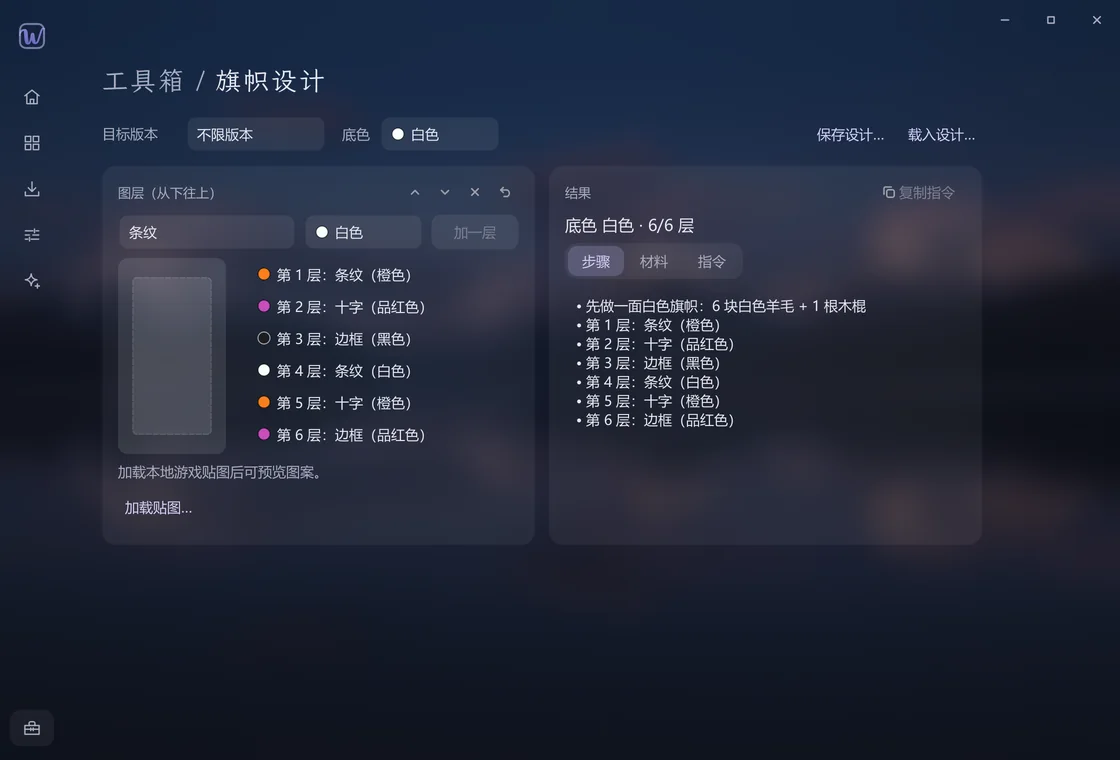 工具箱 / 旗帜设计
目标版本 不限版本 底色 白色 保存设计... 载入设计...
图层（从下往上）
条纹 白色 加一层
第 1 层：条纹（橙色）
第 2 层：十字（品红色）
第 3 层：边框（黑色）
第 4 层：条纹（白色）
第 5 层：十字（橙色）
第 6 层：边框（品红色）
加载本地游戏贴图后可预览图案。
加载贴图...
结果 复制指令
底色 白色 · 6/6 层
步骤 材料 指令
• 先做一面白色旗帜：6 块白色羊毛 + 1 根木棍
• 第 1 层：条纹（橙色）
• 第 2 层：十字（品红色）
• 第 3 层：边框（黑色）
• 第 4 层：条纹（白色）
• 第 5 层：十字（橙色）
• 第 6 层：边框（品红色）